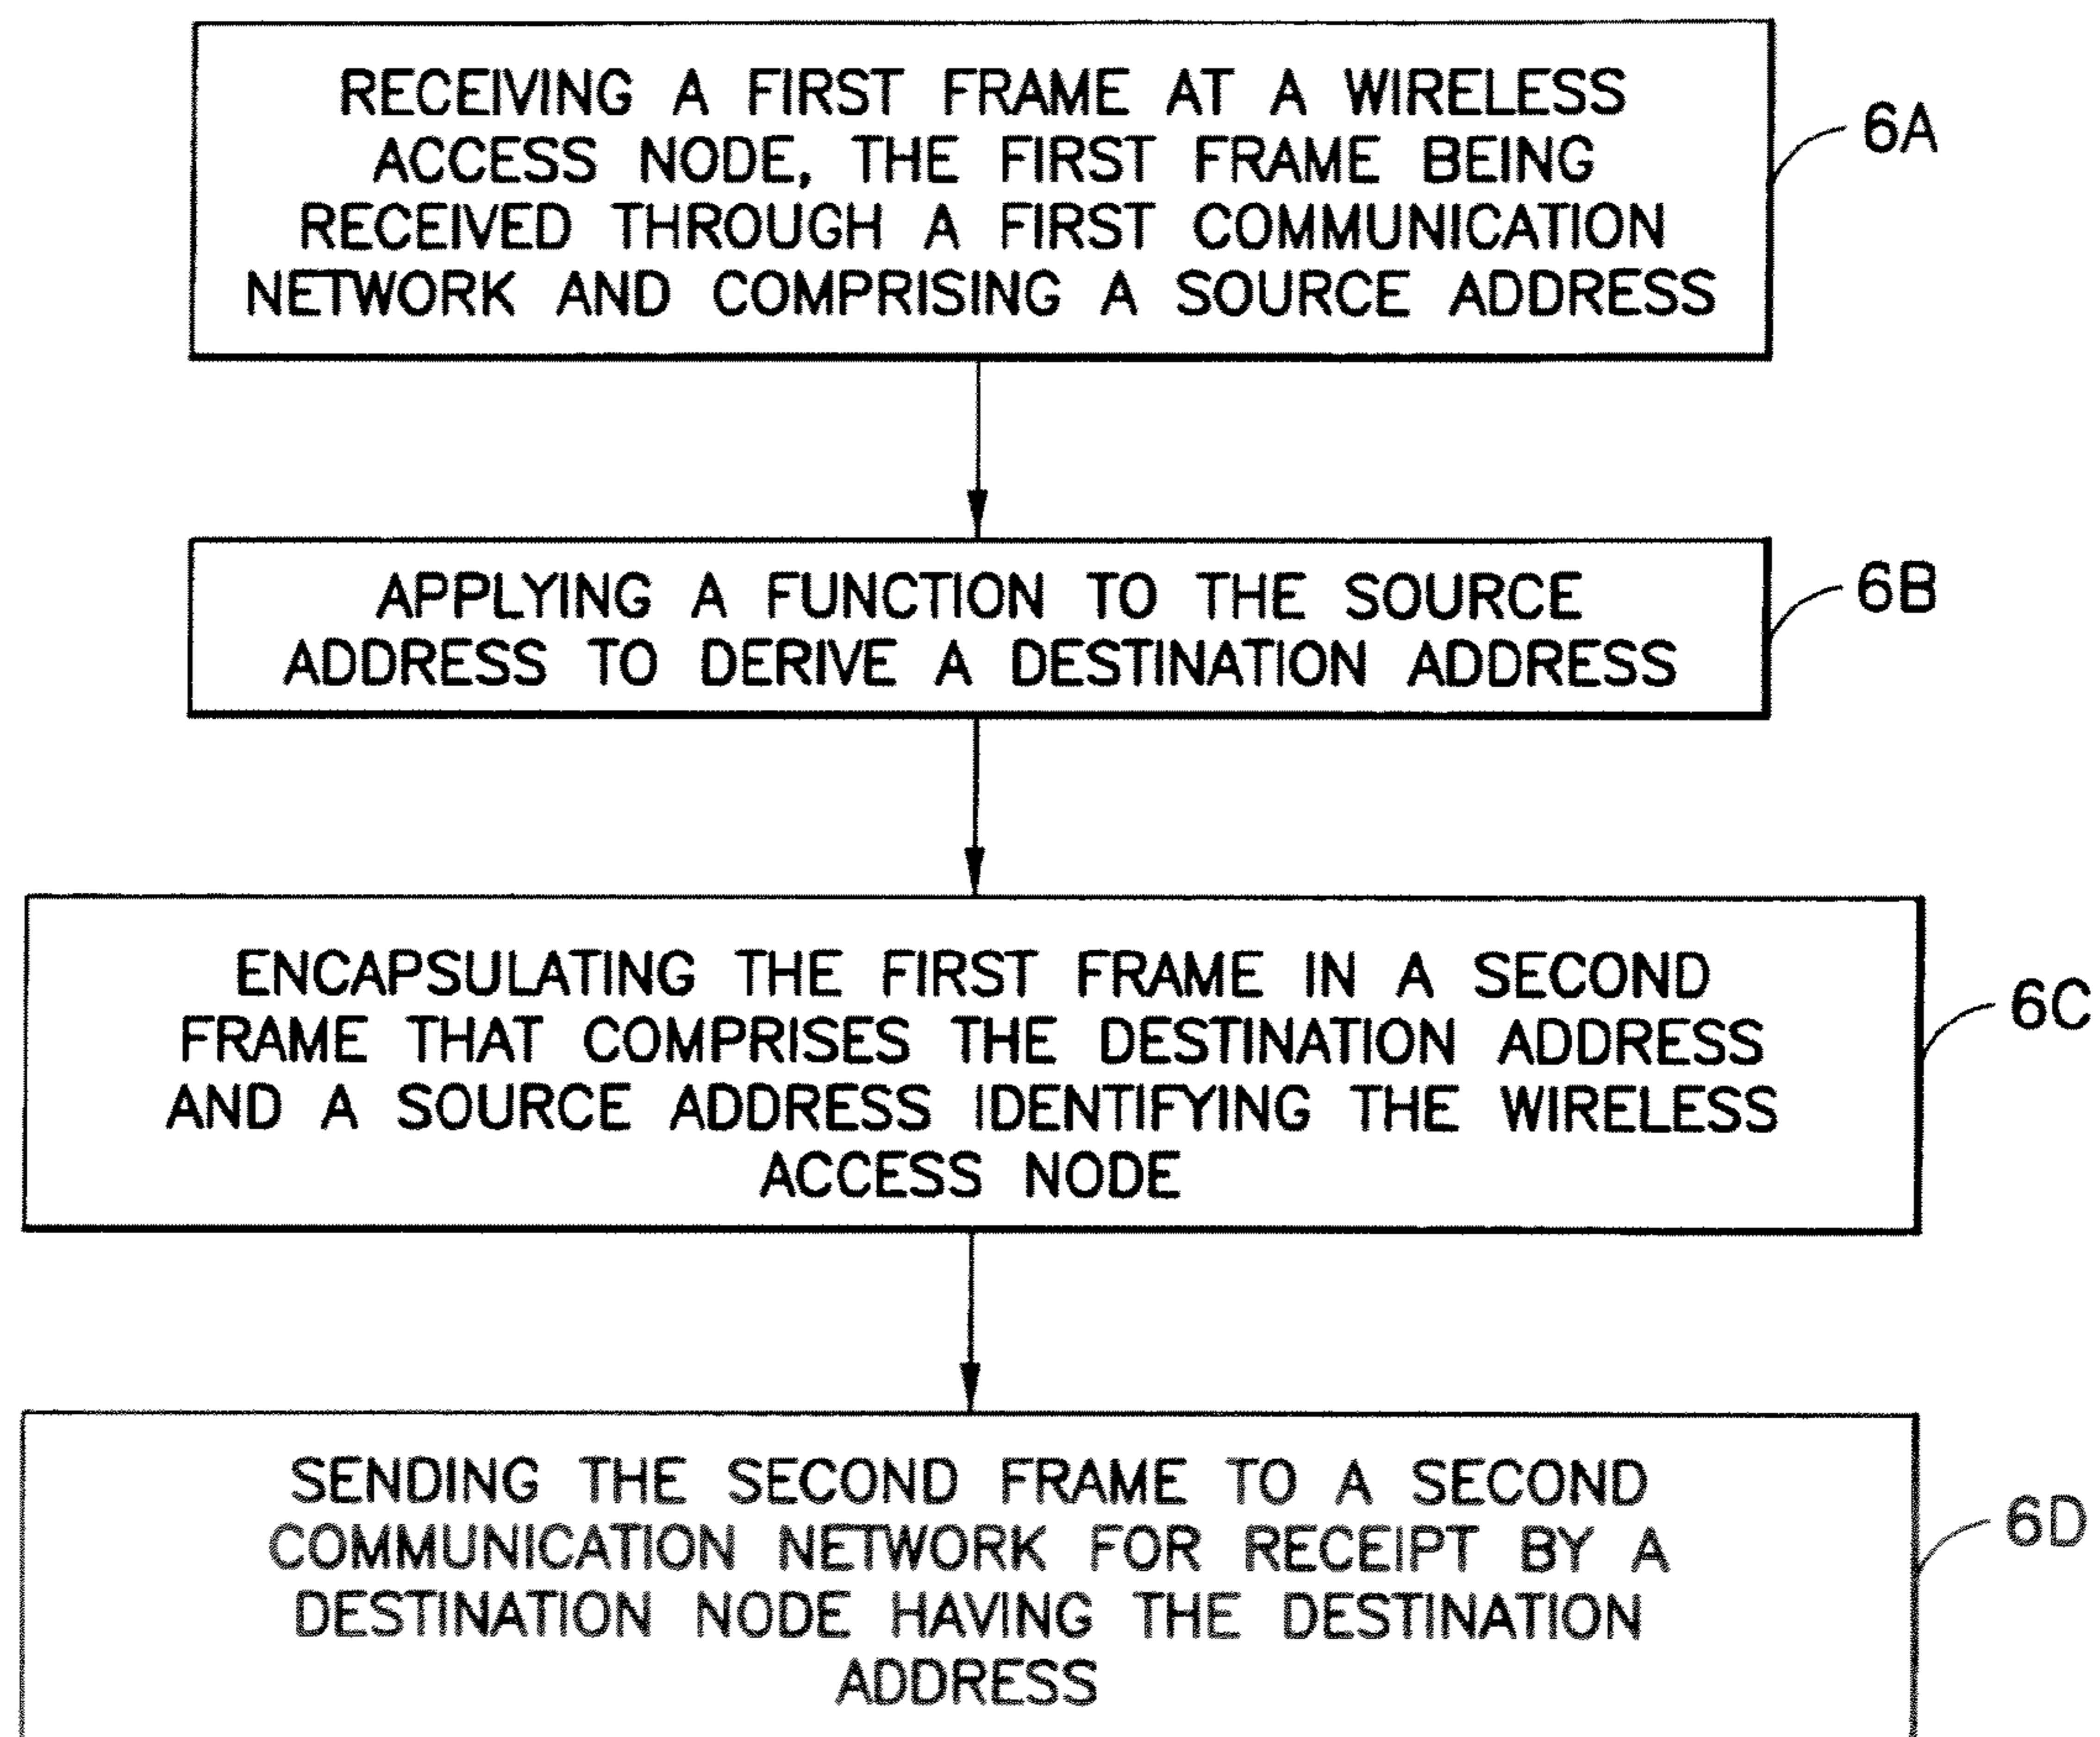 RECEIVING A FIRST FRAME AT A WIRELESS
ACCESS NODE, THE FIRST FRAME BEING
RECEIVED THROUGH A FIRST COMMUNICATION
NETWORK AND COMPRISING A SOURCE ADDRESS
6A
APPLYING A FUNCTION TO THE SOURCE
ADDRESS TO DERIVE A DESTINATION ADDRESS
6B
ENCAPSULATING THE FIRST FRAME IN A SECOND
FRAME THAT COMPRISES THE DESTINATION ADDRESS
AND A SOURCE ADDRESS IDENTIFYING THE WIRELESS
ACCESS NODE
6C
SENDING THE SECOND FRAME TO A SECOND
COMMUNICATION NETWORK FOR RECEIPT BY A
DESTINATION NODE HAVING THE DESTINATION
ADDRESS
6D